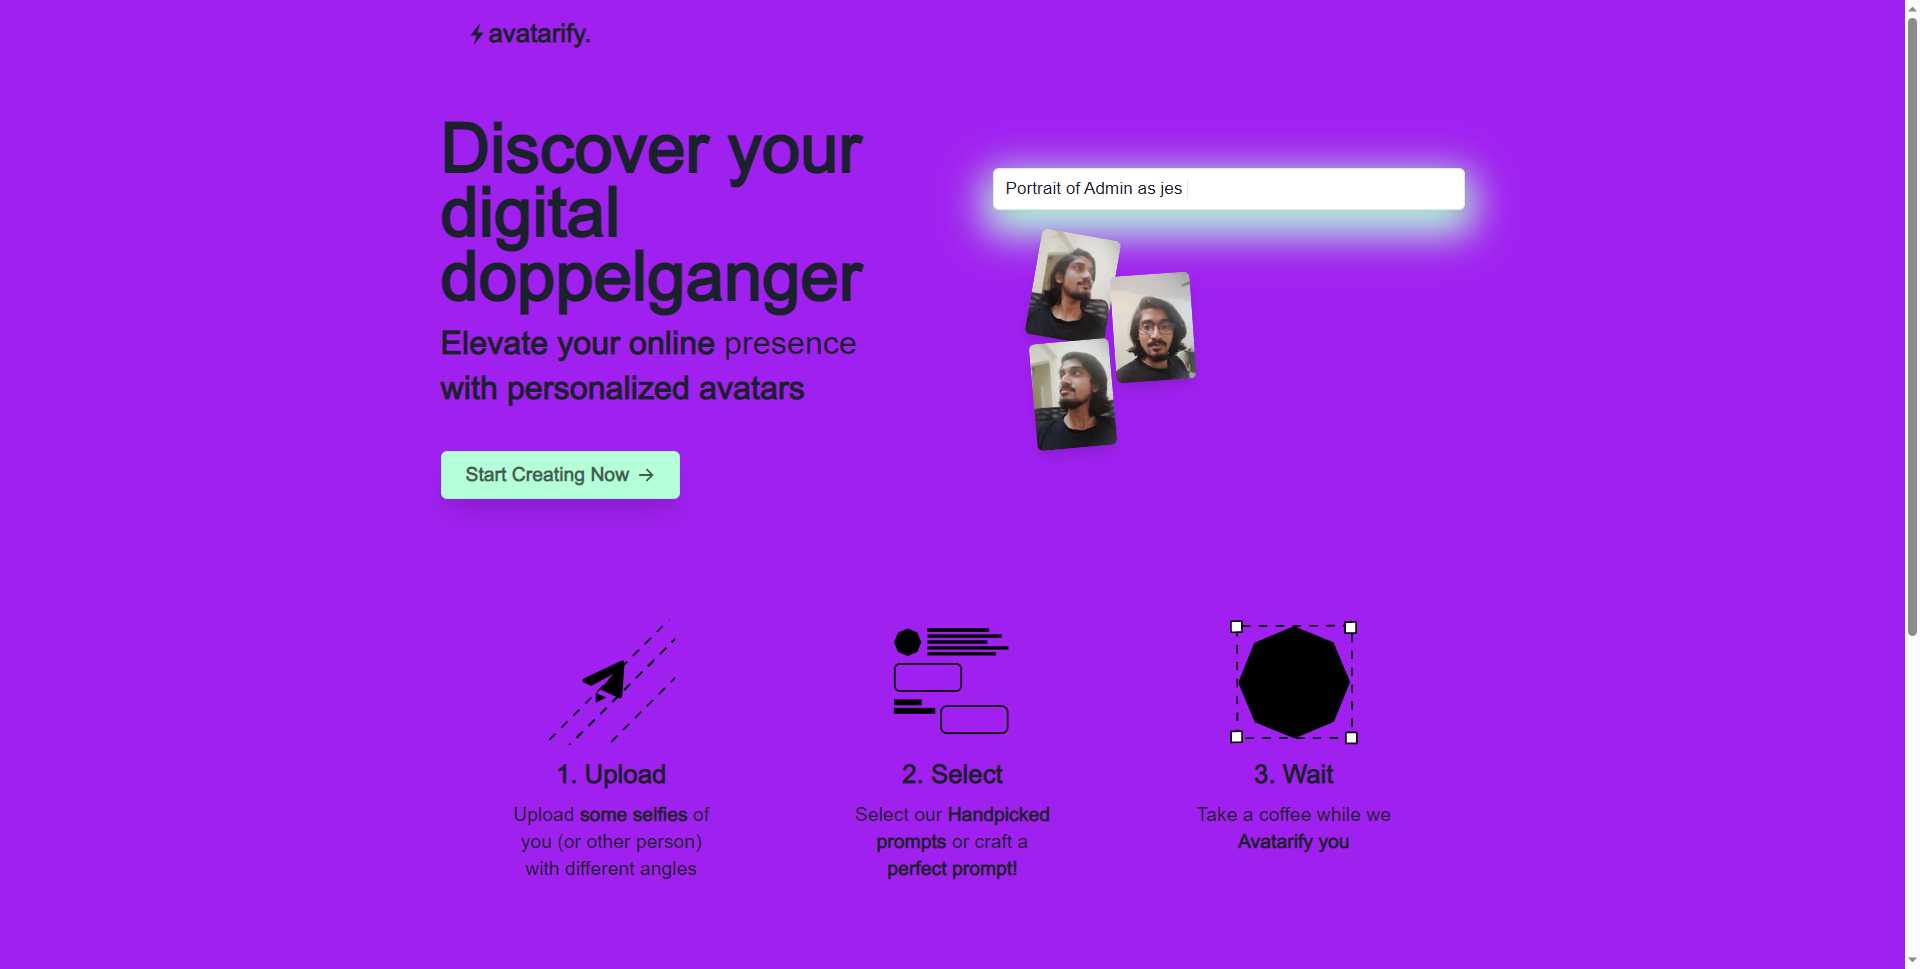 avatarify.
Discover your
digital
doppelganger
Elevate your online presence
with personalized avatars
Start Creating Now →
Portrait of Admin as jes
1. Upload
Upload some selfies of
you (or other person)
with different angles
2. Select
Select our Handpicked
prompts or craft a
perfect prompt!
3. Wait
Take a coffee while we
Avatarify you